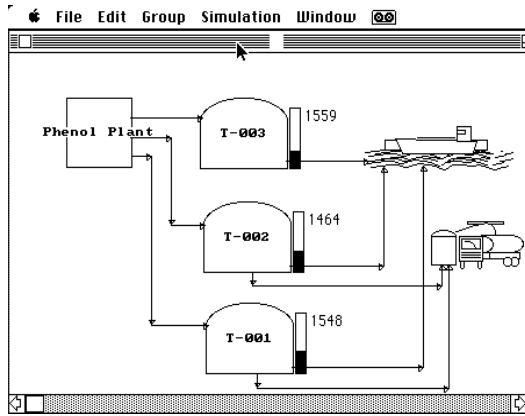 File Edit Group Simulation Window
Phenol Plant
T-003
1559
T-002
1464
T-001
1548